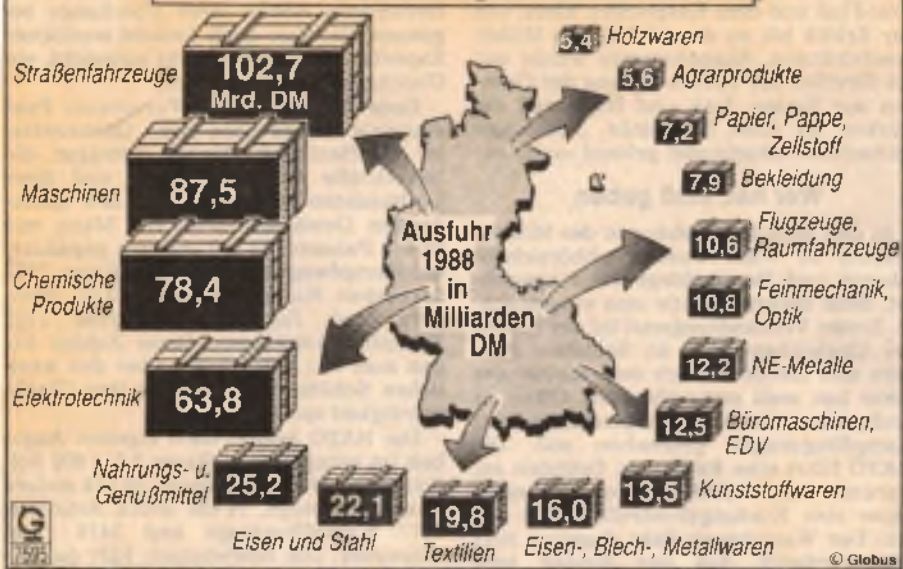 Straßenfahrzeuge
102,7
Mrd. DM
Maschinen
87,5
Chemische
Produkte
78,4
Elektrotechnik
63,8
Nahrungs- u.
Genußmittel
25,2
Eisen und Stahl
22,1
Textilien
19,8
Eisen-, Blech-, Metallwaren
16,0
Kunststoffwaren
13,5
Büromaschinen,
EDV
12,5
NE-Metalle
12,2
Feinmechanik,
Optik
10,8
Flugzeuge,
Raumfahrzeuge
10,6
Bekleidung
7,9
Papier, Pappe,
Zellstoff
7,2
Agrarprodukte
5,6
Holzwaren
5,4
Ausfuhr
1988
in
Milliarden
DM
G
7595
© Globus